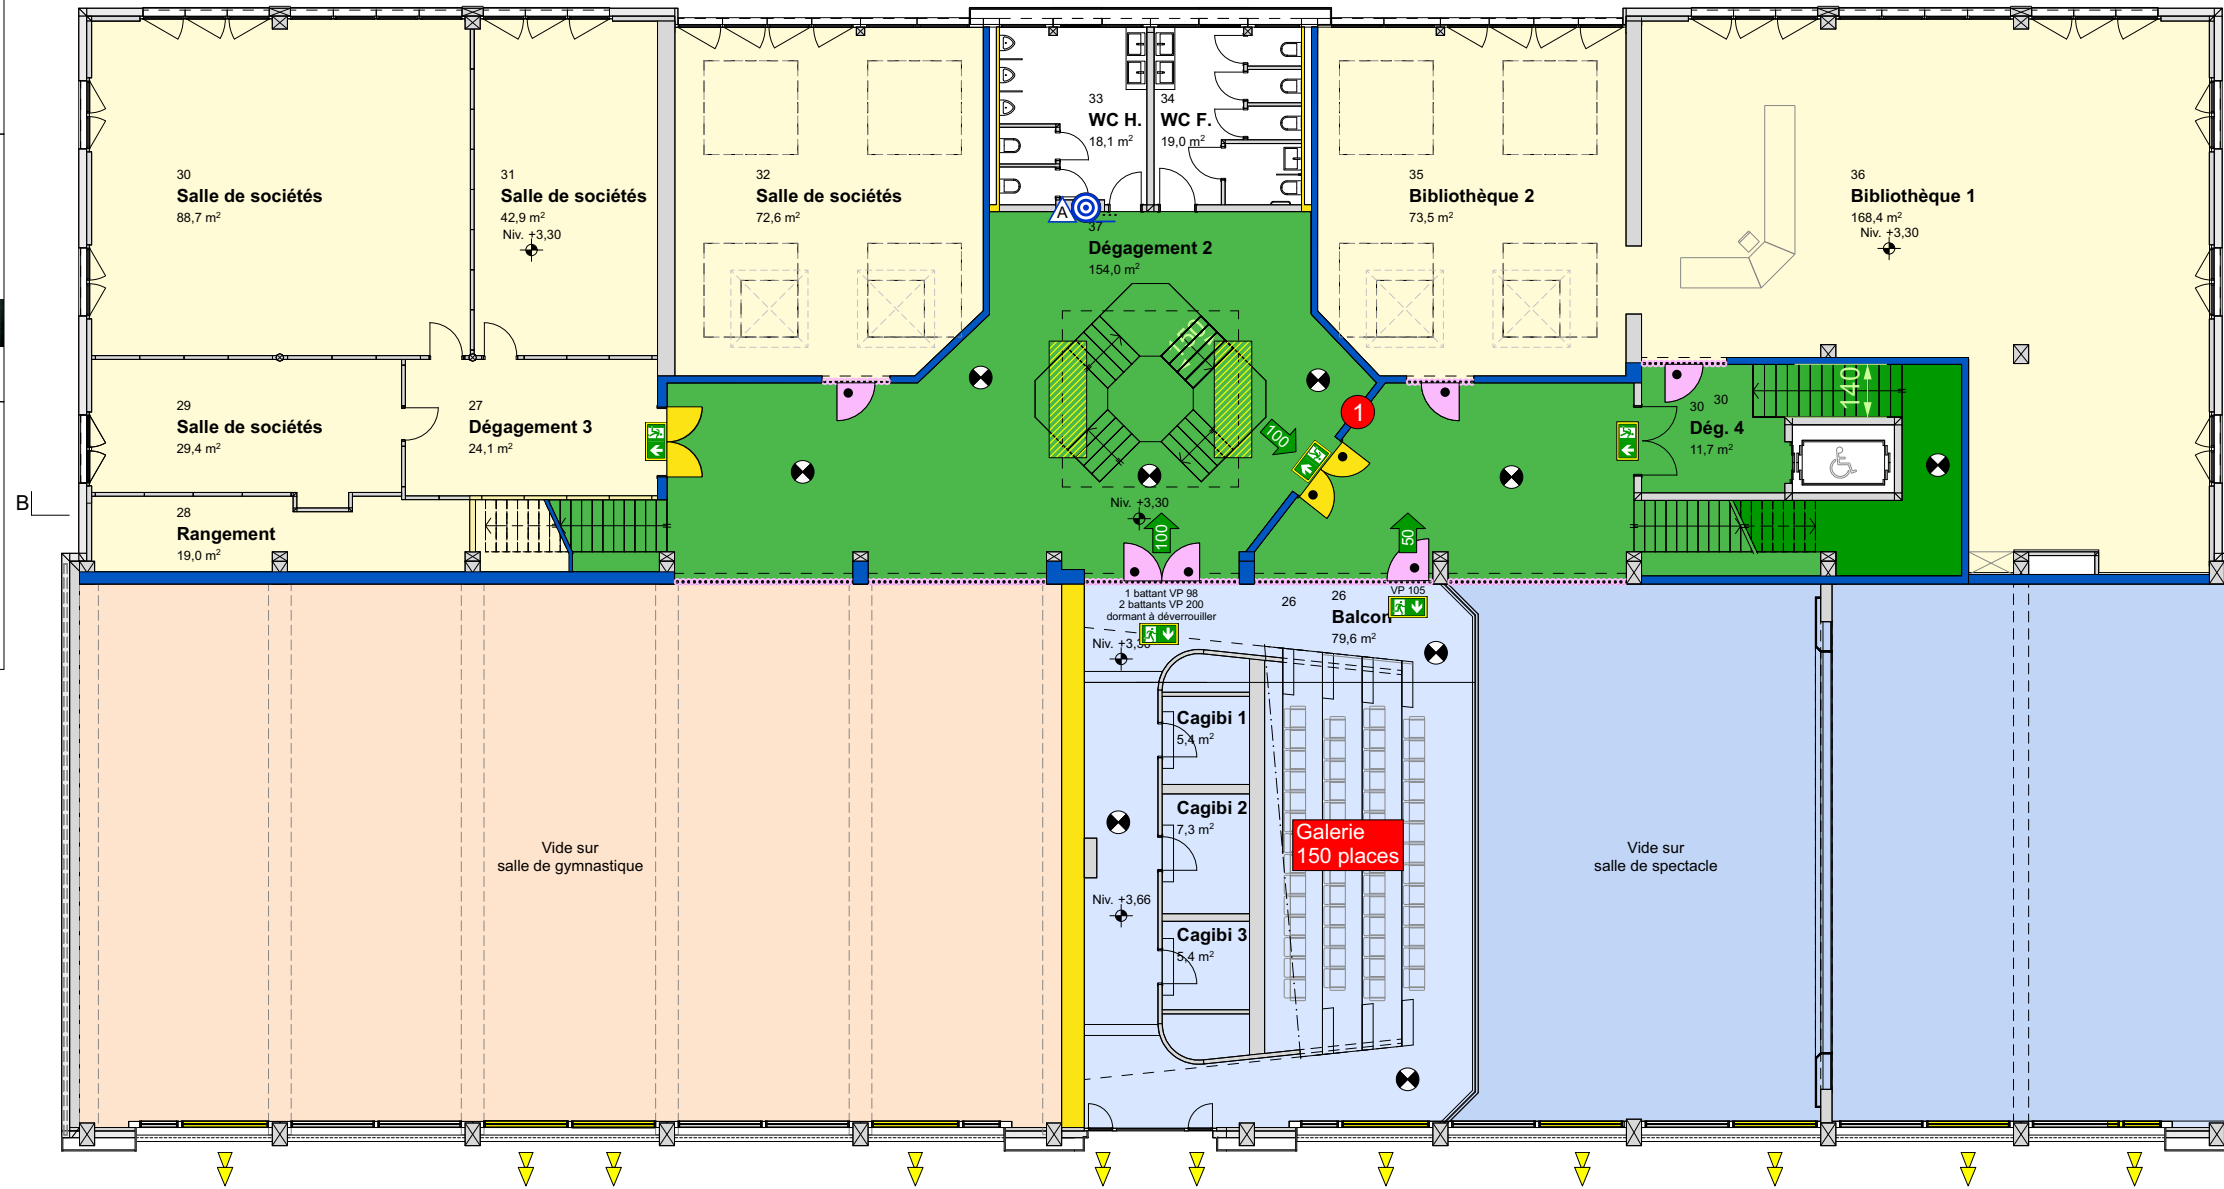 30
Salle de sociétés
88,7 m²
31
Salle de sociétés
42,9 m²
Niv. +3,30
32
Salle de sociétés
72,6 m²
33
WC H.
18,1 m²
34
WC F.
19,0 m²
35
Bibliothèque 2
73,5 m²
36
Bibliothèque 1
168,4 m²
Niv. +3,30
A
37
Dégagement 2
154,0 m²
180
29
Salle de sociétés
29,4 m²
27
Dégagement 3
24,1 m²
1
100
30 30
Dég. 4
11,7 m²
140
B
28
Rangement
19,0 m²
Niv. +3,30
100
50
1 battant VP 98
2 battants VP 200
dormant à déverrouiller
Niv. +3,30
26
26
Balcon
79,6 m²
VP 105
Cagibi 1
5,4 m²
Cagibi 2
7,3 m²
Galerie
150 places
Vide sur
salle de gymnastique
Vide sur
salle de spectacle
Niv. +3,66
Cagibi 3
5,4 m²